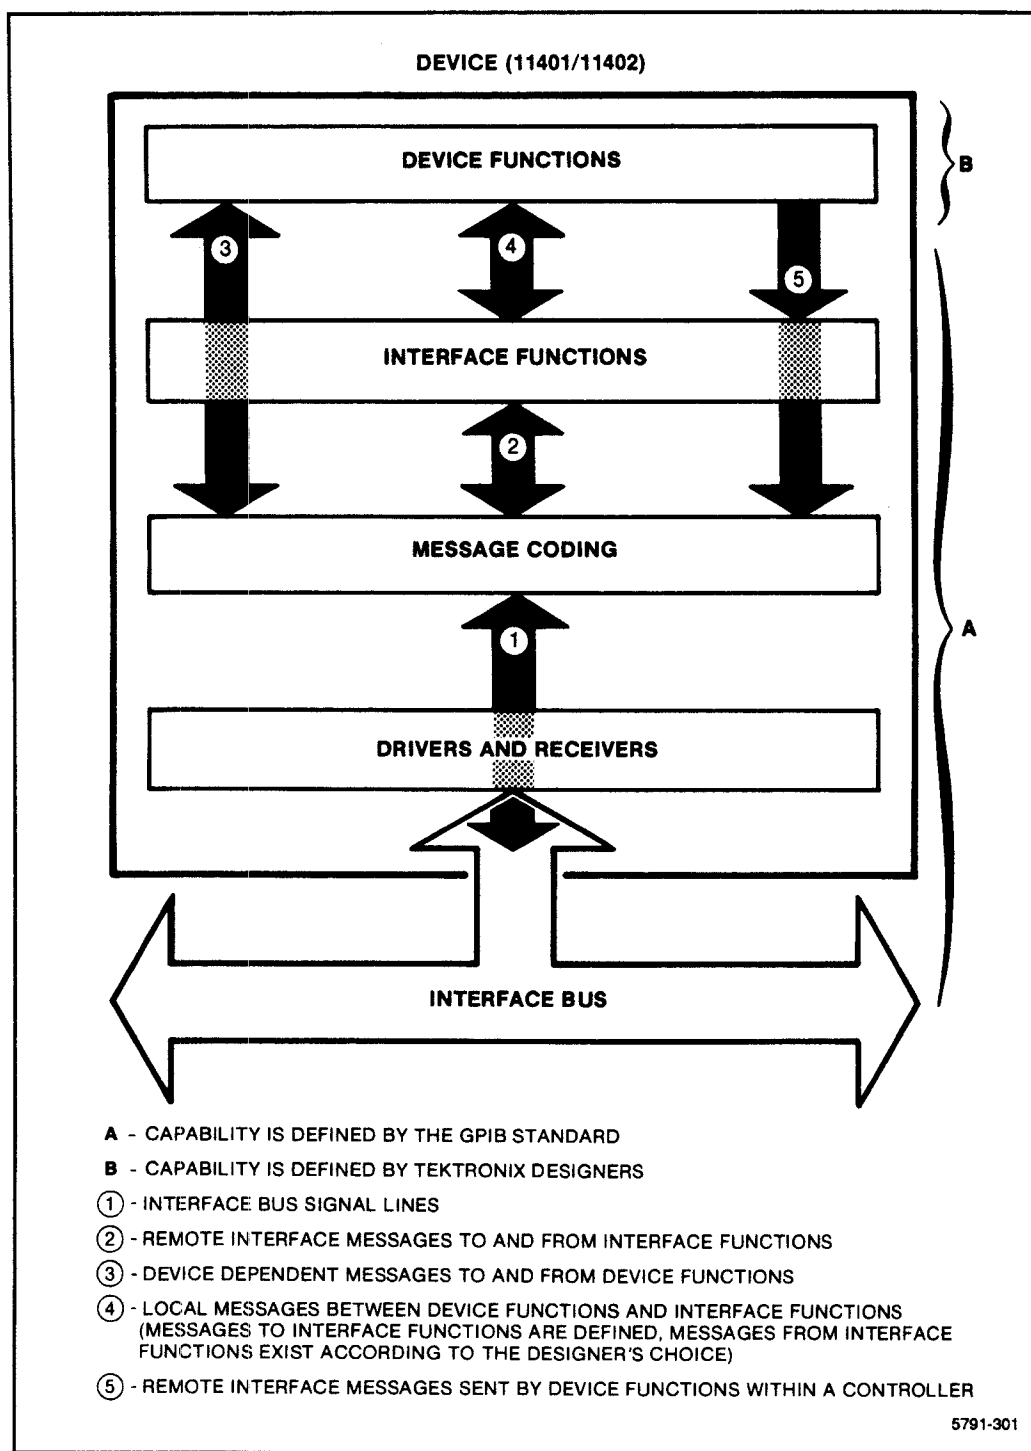 DEVICE (11401/11402)
DEVICE FUNCTIONS
B
3
4
5
INTERFACE FUNCTIONS
2
MESSAGE CODING
1
A
DRIVERS AND RECEIVERS
INTERFACE BUS
A - CAPABILITY IS DEFINED BY THE GPIB STANDARD
B - CAPABILITY IS DEFINED BY TEKTRONIX DESIGNERS
1 - INTERFACE BUS SIGNAL LINES
2 - REMOTE INTERFACE MESSAGES TO AND FROM INTERFACE FUNCTIONS
3 - DEVICE DEPENDENT MESSAGES TO AND FROM DEVICE FUNCTIONS
4 - LOCAL MESSAGES BETWEEN DEVICE FUNCTIONS AND INTERFACE FUNCTIONS
(MESSAGES TO INTERFACE FUNCTIONS ARE DEFINED, MESSAGES FROM INTERFACE
FUNCTIONS EXIST ACCORDING TO THE DESIGNER'S CHOICE)
5 - REMOTE INTERFACE MESSAGES SENT BY DEVICE FUNCTIONS WITHIN A CONTROLLER
5791-301